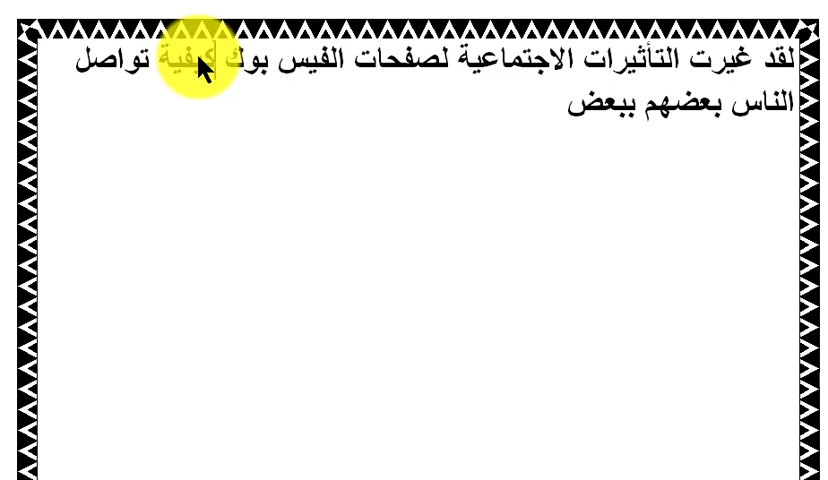 لقد غيرت التأثيرات الاجتماعية لصفحات الفيس بوك كيفية تواصل
الناس بعضهم ببعض